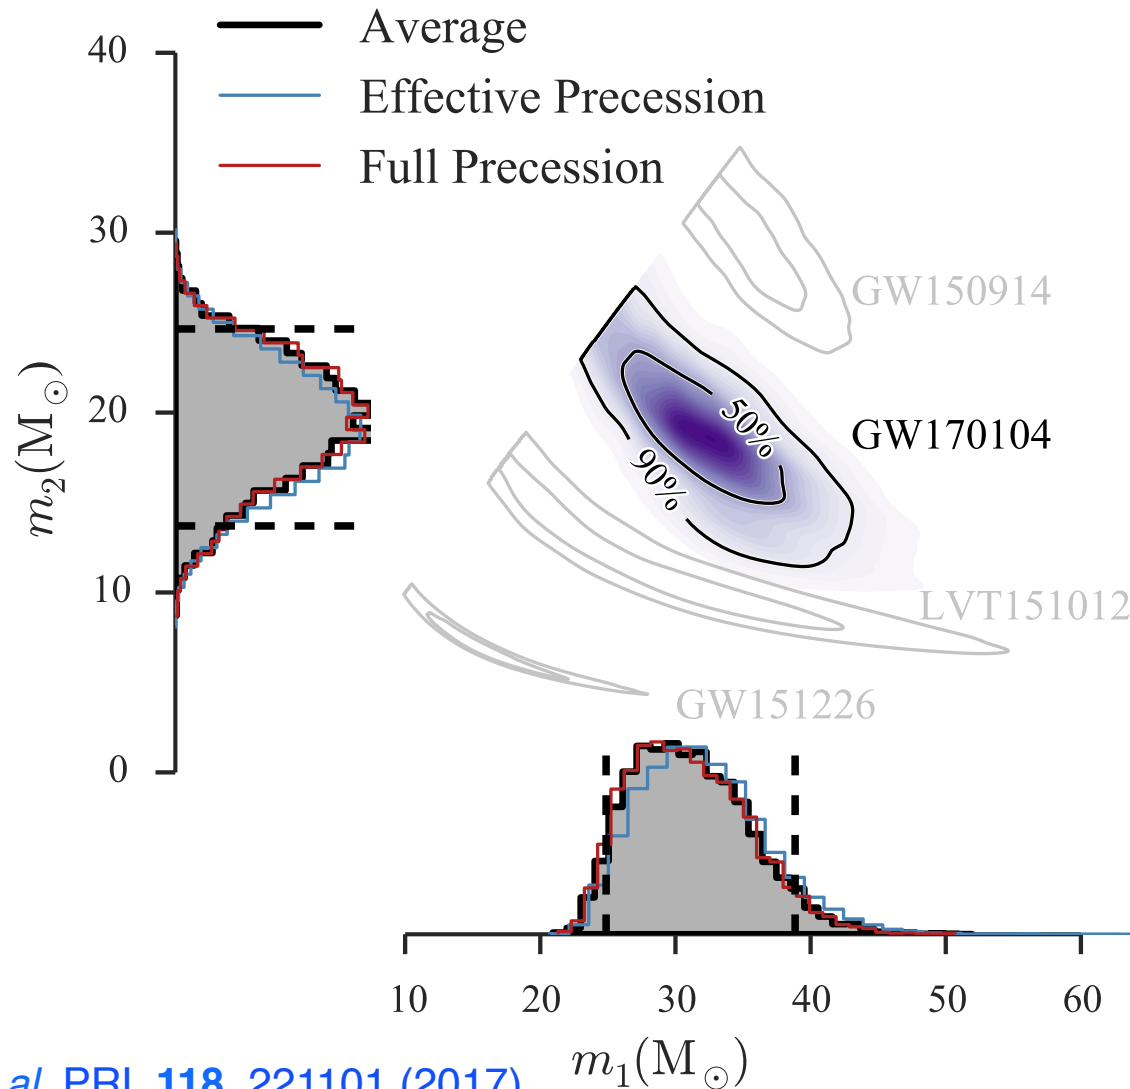 Average
Effective Precession
Full Precession
40
30
20
10
0
m₂(M⊙)
GW150914
GW170104
50%
90%
LVT151012
GW151226
10 20 30 40 50 60
m₁(M⊙)
al. PRL 118, 221101 (2017)